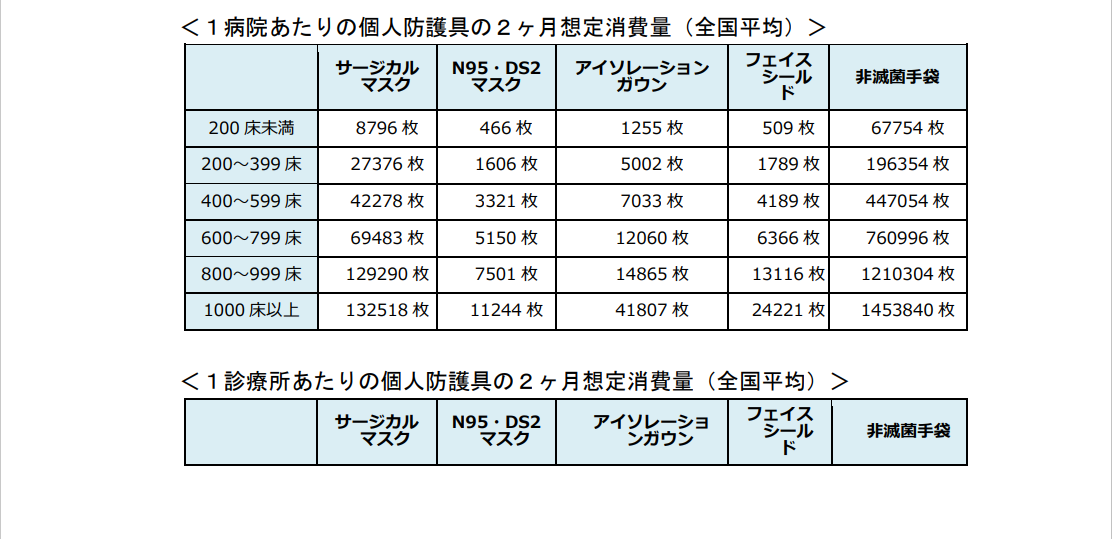 ＜１病院あたりの個人防護具の２ヶ月想定消費量（全国平均）＞
サージカル マスク N95・DS2 マスク アイソレーション ガウン フェイス シール ド 非滅菌手袋
200 床未満 8796 枚 466 枚 1255 枚 509 枚 67754 枚
200～399 床 27376 枚 1606 枚 5002 枚 1789 枚 196354 枚
400～599 床 42278 枚 3321 枚 7033 枚 4189 枚 447054 枚
600～799 床 69483 枚 5150 枚 12060 枚 6366 枚 760996 枚
800～999 床 129290 枚 7501 枚 14865 枚 13116 枚 1210304 枚
1000 床以上 132518 枚 11244 枚 41807 枚 24221 枚 1453840 枚
＜１診療所あたりの個人防護具の２ヶ月想定消費量（全国平均）＞
サージカル マスク N95・DS2 マスク アイソレーショ ンガウン フェイス シール ド 非滅菌手袋